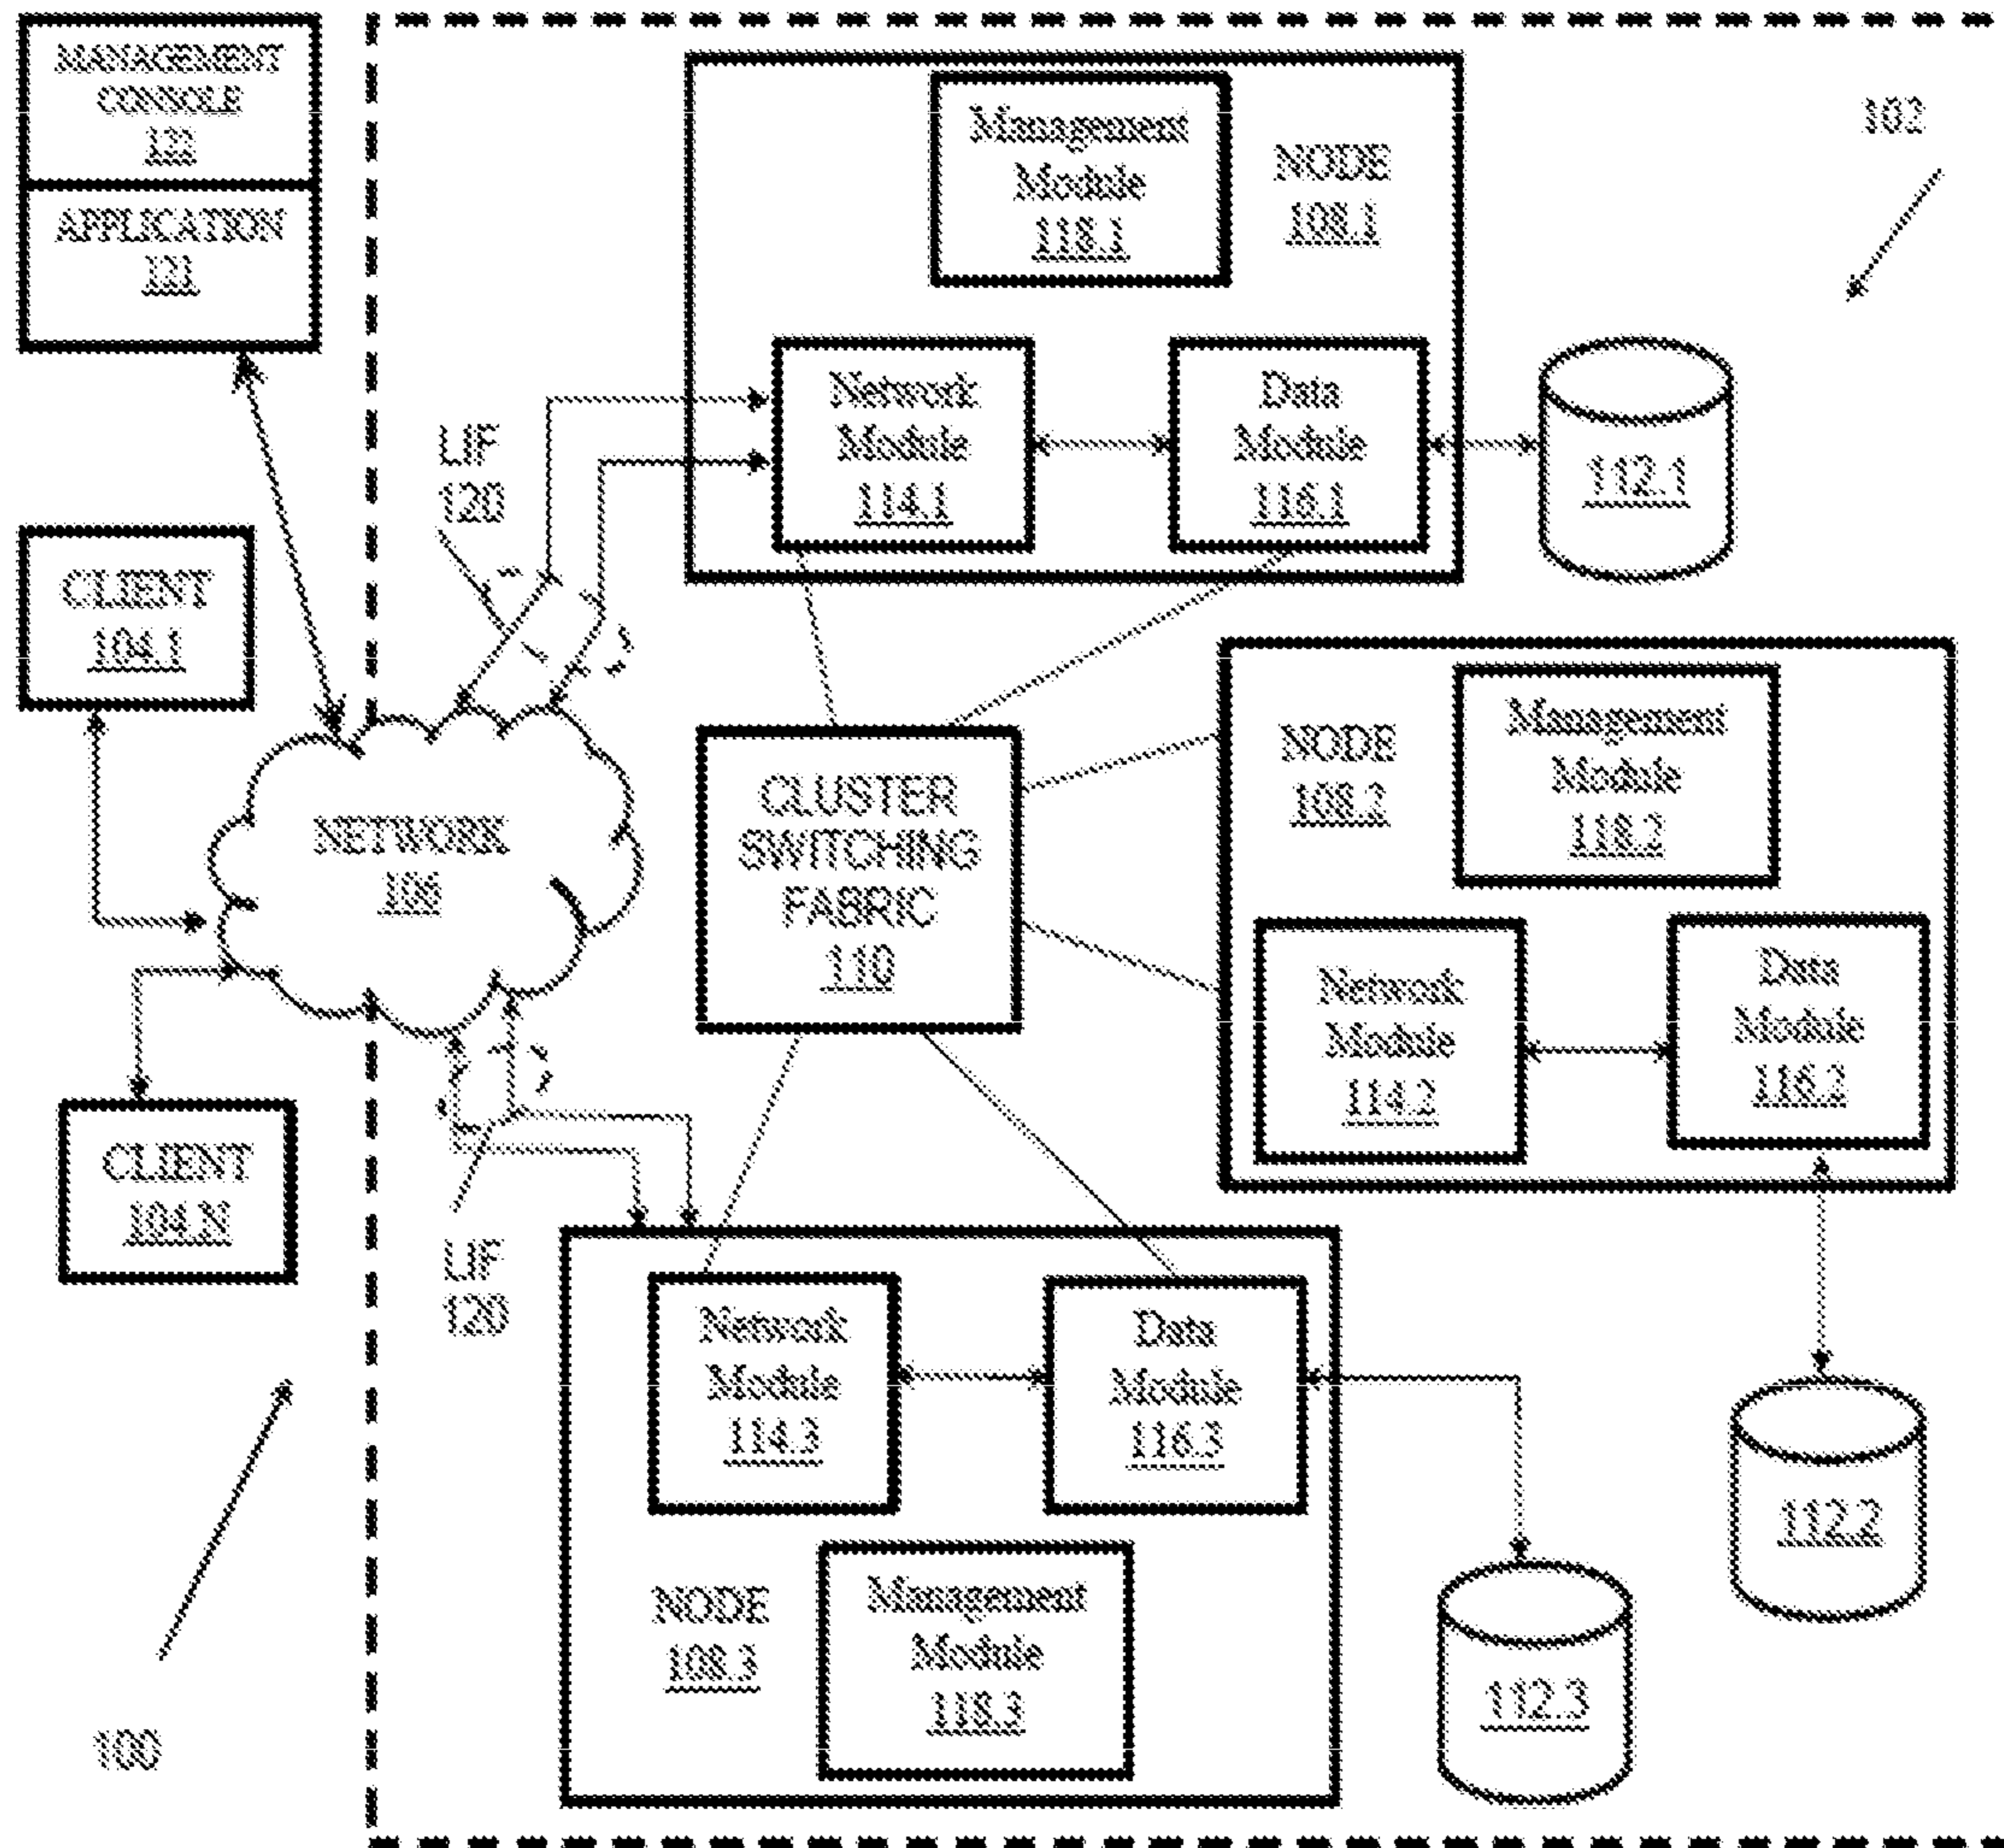 MANAGEMENT
CONSOLE
122
APPLICATION
121
CLIENT
104.1
NETWORK
106
CLIENT
104.N
100
102
LIF
120
LIF
120
Management
Module
118.1
NODE
108.1
Network
Module
114.1
Data
Module
116.1
112.1
CLUSTER
SWITCHING
FABRIC
110
NODE
108.2
Management
Module
118.2
Network
Module
114.2
Data
Module
116.2
112.2
Network
Module
114.3
Data
Module
116.3
NODE
108.3
Management
Module
118.3
112.3